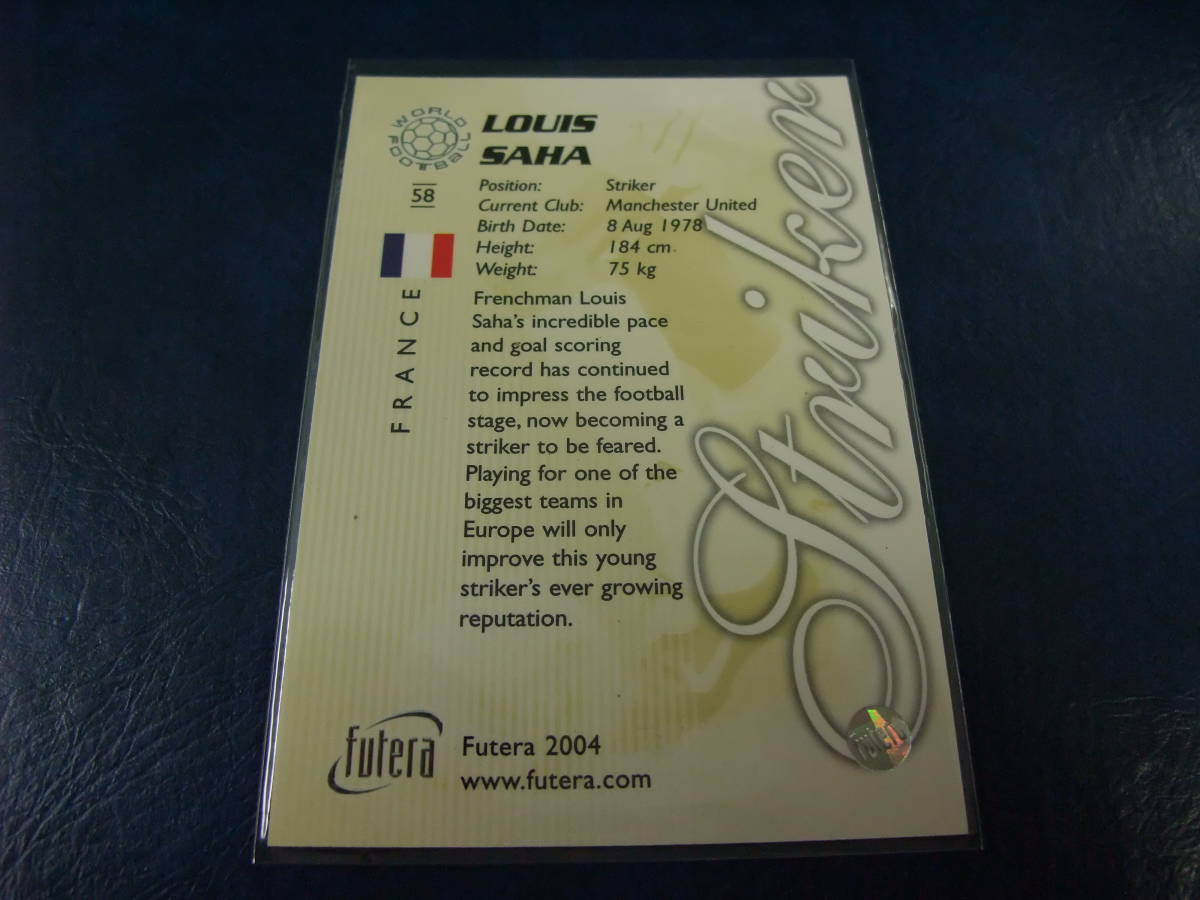 WORLD FOOTBALL
LOUIS
SAHA
58
Position: Striker
Current Club: Manchester United
Birth Date: 8 Aug 1978
Height: 184 cm
Weight: 75 kg
FRANCE
Frenchman Louis
Saha's incredible pace
and goal scoring
record has continued
to impress the football
stage, now becoming a
striker to be feared.
Playing for one of the
biggest teams in
Europe will only
improve this young
striker's ever growing
reputation.
Striker
futera
Futera 2004
www.futera.com